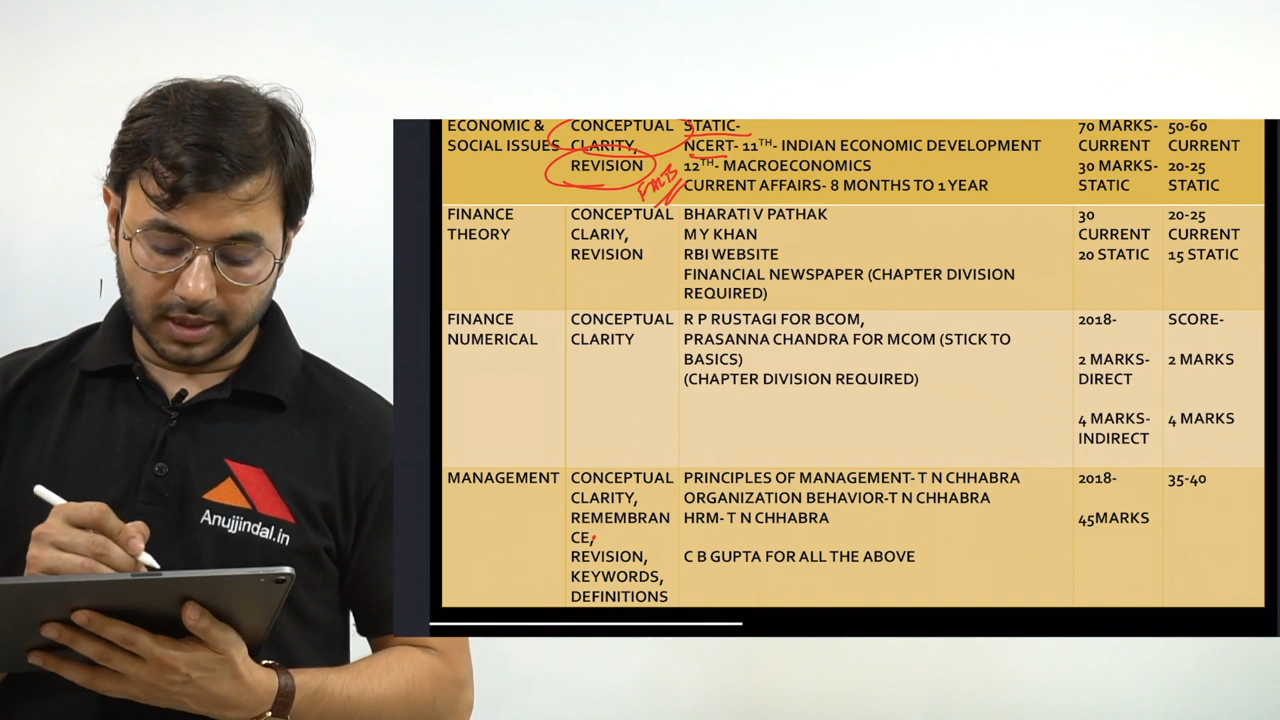 ECONOMIC & SOCIAL ISSUES
CONCEPTUAL CLARITY, REVISION
FACTS
STATIC-
NCERT- 11TH- INDIAN ECONOMIC DEVELOPMENT
12TH- MACROECONOMICS
CURRENT AFFAIRS- 8 MONTHS TO 1 YEAR
70 MARKS- CURRENT
30 MARKS- STATIC
50-60 CURRENT
20-25 STATIC
FINANCE THEORY
CONCEPTUAL CLARIY, REVISION
BHARATI V PATHAK
M Y KHAN
RBI WEBSITE
FINANCIAL NEWSPAPER (CHAPTER DIVISION REQUIRED)
30 CURRENT
20 STATIC
20-25 CURRENT
15 STATIC
FINANCE NUMERICAL
CONCEPTUAL CLARITY
R P RUSTAGI FOR BCOM,
PRASANNA CHANDRA FOR MCOM (STICK TO BASICS)
(CHAPTER DIVISION REQUIRED)
2018-
2 MARKS- DIRECT
4 MARKS- INDIRECT
SCORE-
2 MARKS
4 MARKS
MANAGEMENT
CONCEPTUAL CLARITY, REMEMBRANCE, REVISION, KEYWORDS, DEFINITIONS
PRINCIPLES OF MANAGEMENT- T N CHHABRA
ORGANIZATION BEHAVIOR-T N CHHABRA
HRM- T N CHHABRA
C B GUPTA FOR ALL THE ABOVE
2018-
45MARKS
35-40
Anujjindal.in